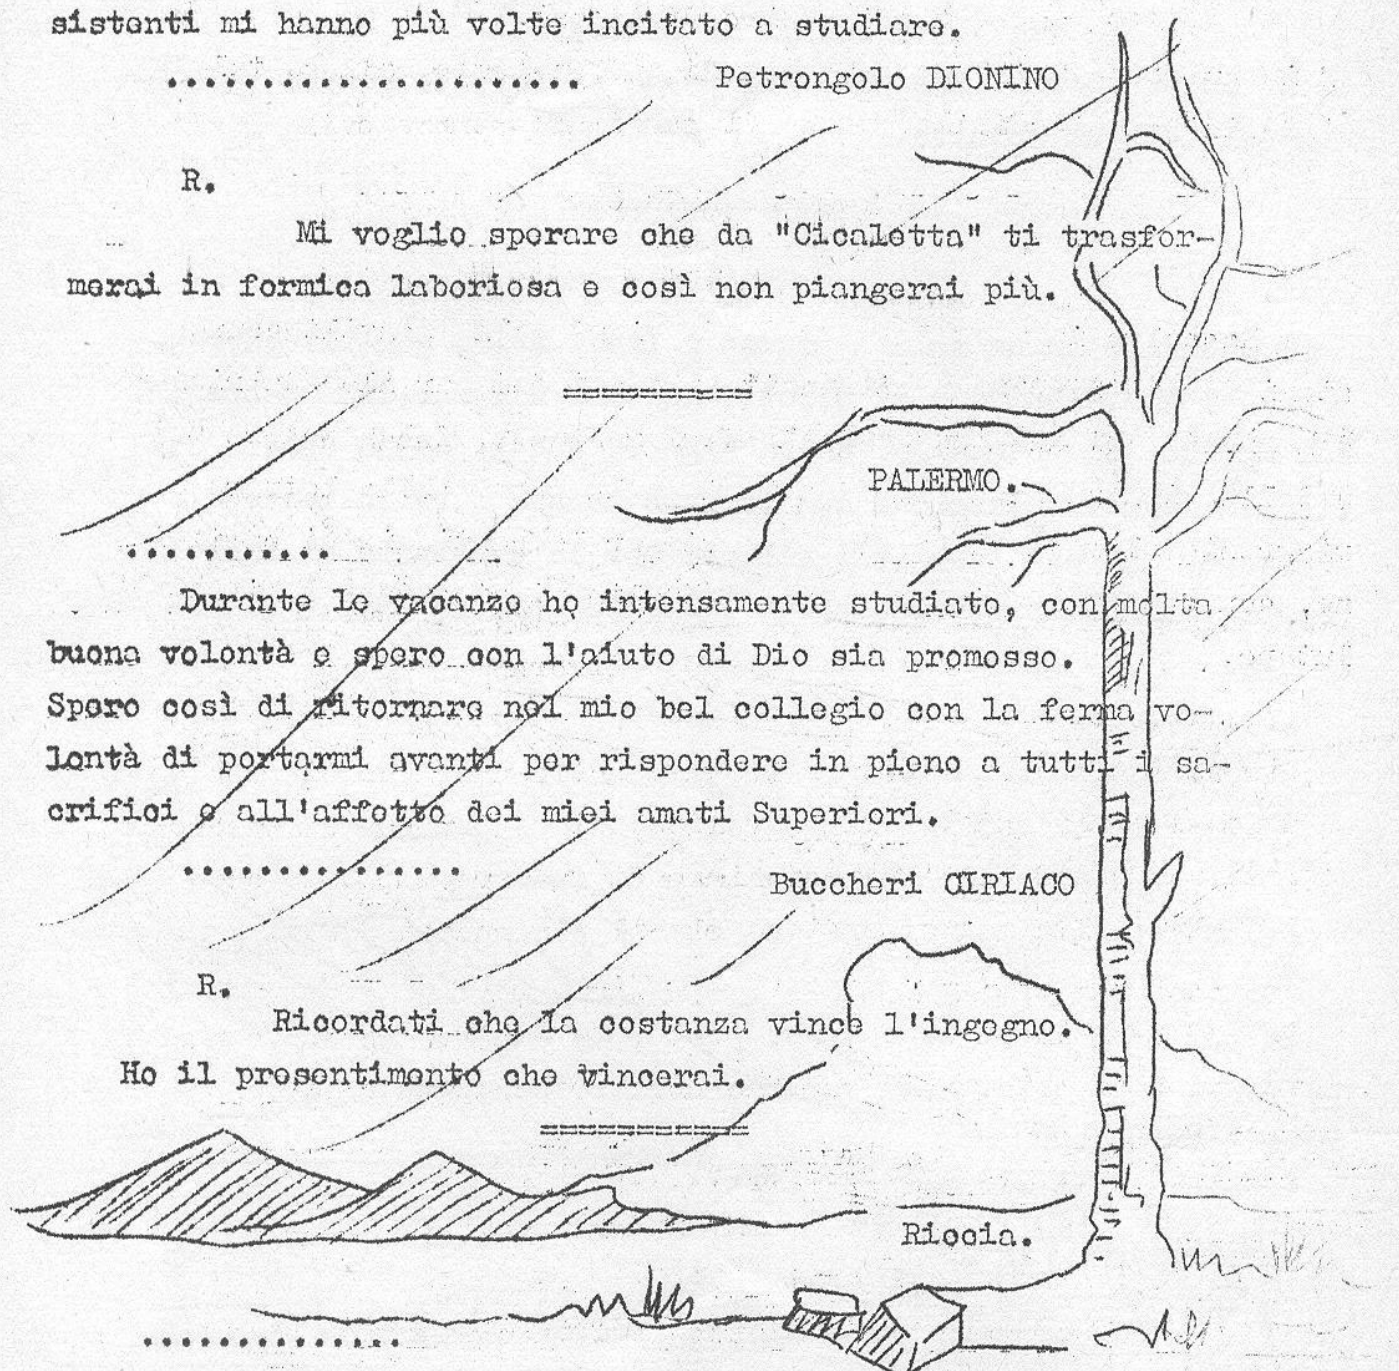 sistenti mi hanno più volte incitato a studiare.
...................... Petrongolo DIONINO
R.
Mi voglio sperare che da "Cicaletta" ti trasfor-
merai in formica laboriosa e così non piangerai più.
==========
PALERMO.
...........
Durante le vacanze ho intensamente studiato, con molta
buona volontà e spero con l'aiuto di Dio sia promosso.
Spero così di ritornare nel mio bel collegio con la ferma vo-
lontà di portarmi avanti per rispondere in pieno a tutti i sa-
crifici e all'affetto dei miei amati Superiori.
...............
Buccheri CIRIACO
R.
Ricordati che la costanza vince l'ingegno.
Ho il presentimento che vincerai.
===========
Riccia.
..............